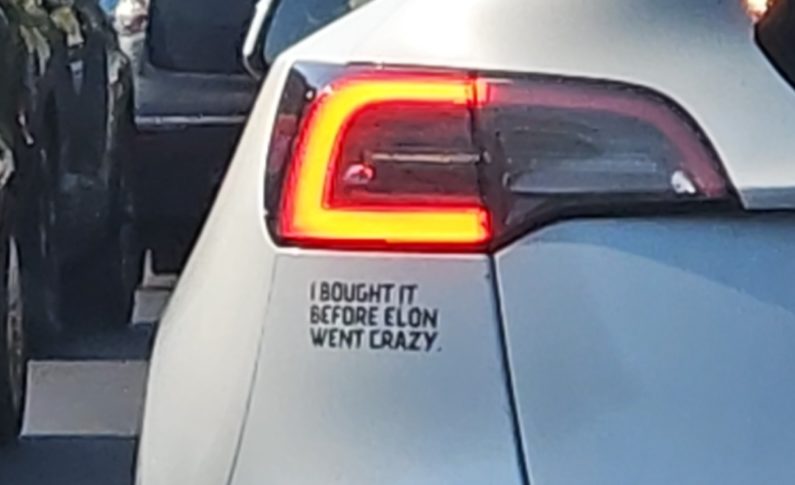 I BOUGHT IT
BEFORE ELON
WENT CRAZY.